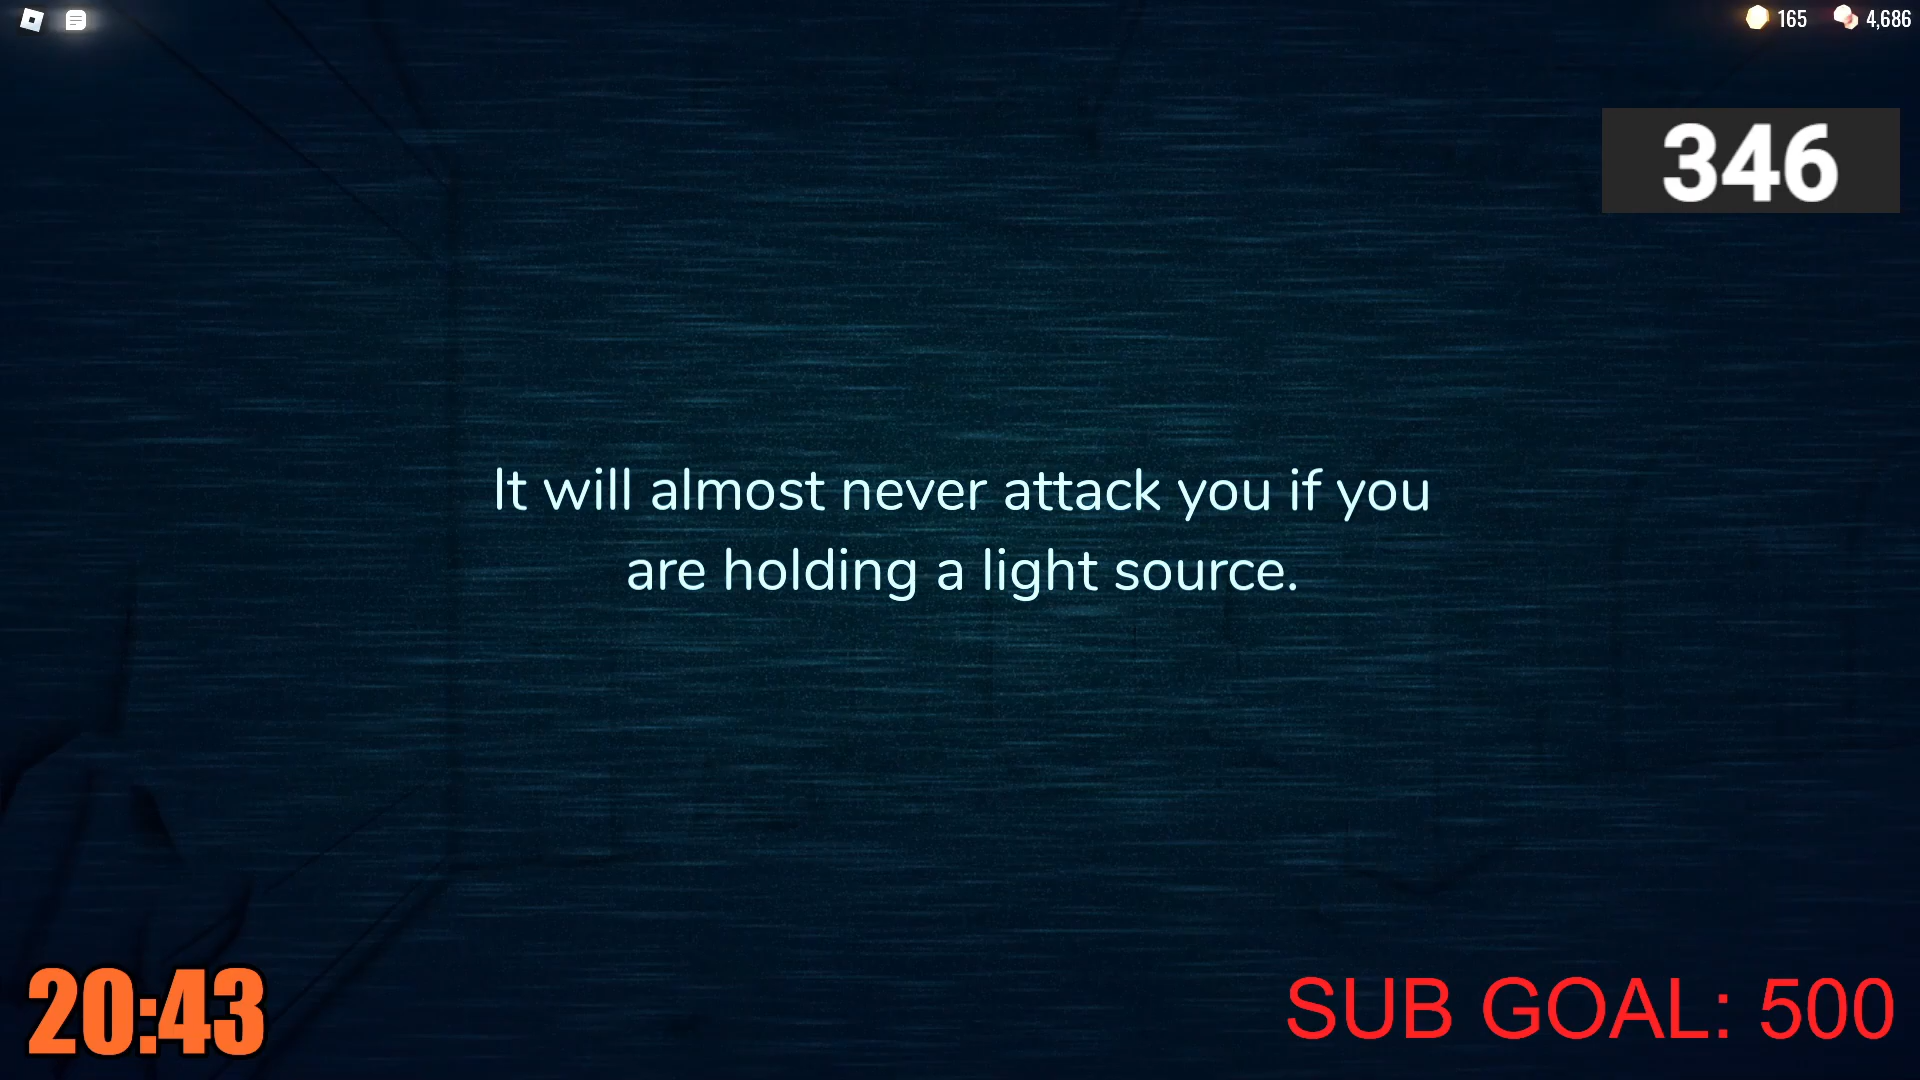 165 4,686
346
It will almost never attack you if you
are holding a light source.
20:43
SUB GOAL: 500